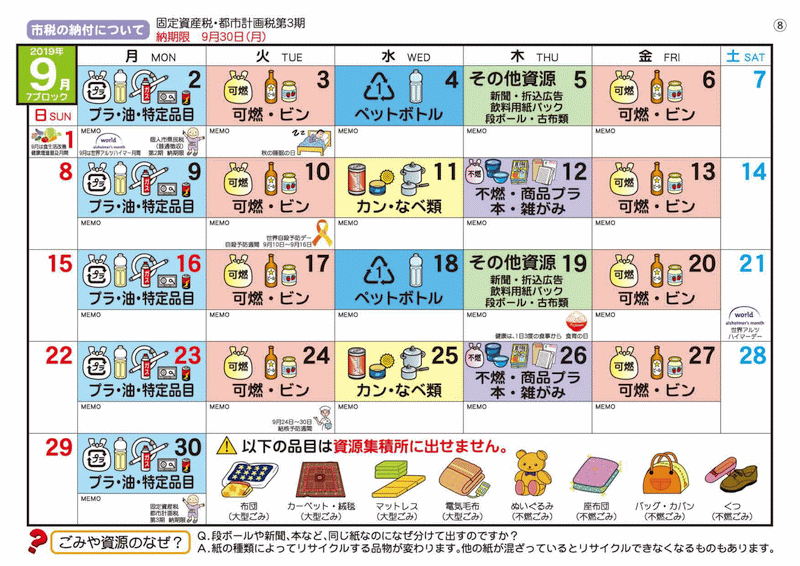 市税の納付について
固定資産税・都市計画税第3期
納期限 9月30日(月)
⑧
2019年
9月
7ブロック
月 MON
火 TUE
水 WED
木 THU
金 FRI
土 SAT
日 SUN
1
9月は食生活改善
健康増進普及月間
2
プラ
ガス
プラ・油・特定品目
MEMO
world
alzheimer's month
9月は世界アルツハイマー月間
個人市県民税
(普通徴収)
第2期 納期限
3
可燃
可燃・ビン
MEMO
秋の睡眠の日
4
1
ペットボトル
MEMO
その他資源 5
新聞・折込広告
飲料用紙パック
段ボール・古布類
MEMO
6
可燃
可燃・ビン
MEMO
7
8
9
プラ
ガス
プラ・油・特定品目
MEMO
10
可燃
可燃・ビン
MEMO
世界自殺予防デー
自殺予防週間 9月10日〜9月16日
11
カン・なべ類
MEMO
12
不燃
不燃・商品プラ
本・雑がみ
MEMO
13
可燃
可燃・ビン
MEMO
14
15
16
プラ
ガス
プラ・油・特定品目
MEMO
17
可燃
可燃・ビン
MEMO
18
1
ペットボトル
MEMO
その他資源 19
新聞・折込広告
飲料用紙パック
段ボール・古布類
MEMO
健康は、1日3度の食事から 食育の日
20
可燃
可燃・ビン
MEMO
21
world
alzheimer's month
世界アルツ
ハイマーデー
22
23
プラ
ガス
プラ・油・特定品目
MEMO
24
可燃
可燃・ビン
MEMO
9月24日〜30日
結核予防週間
25
カン・なべ類
MEMO
26
不燃
不燃・商品プラ
本・雑がみ
MEMO
27
可燃
可燃・ビン
MEMO
28
29
30
プラ
ガス
プラ・油・特定品目
MEMO
固定資産税
都市計画税
第3期 納期限
以下の品目は資源集積所に出せません。
布団
(大型ごみ)
カーペット・絨毯
(大型ごみ)
マットレス
(大型ごみ)
電気毛布
(大型ごみ)
ぬいぐるみ
(不燃ごみ)
座布団
(不燃ごみ)
バッグ・カバン
(不燃ごみ)
くつ
(不燃ごみ)
ごみや資源のなぜ?
Q. 段ボールや新聞、本など、同じ紙なのになぜ分けて出すのですか?
A. 紙の種類によってリサイクルする品物が変わります。他の紙が混ざっているとリサイクルできなくなるものもあります。